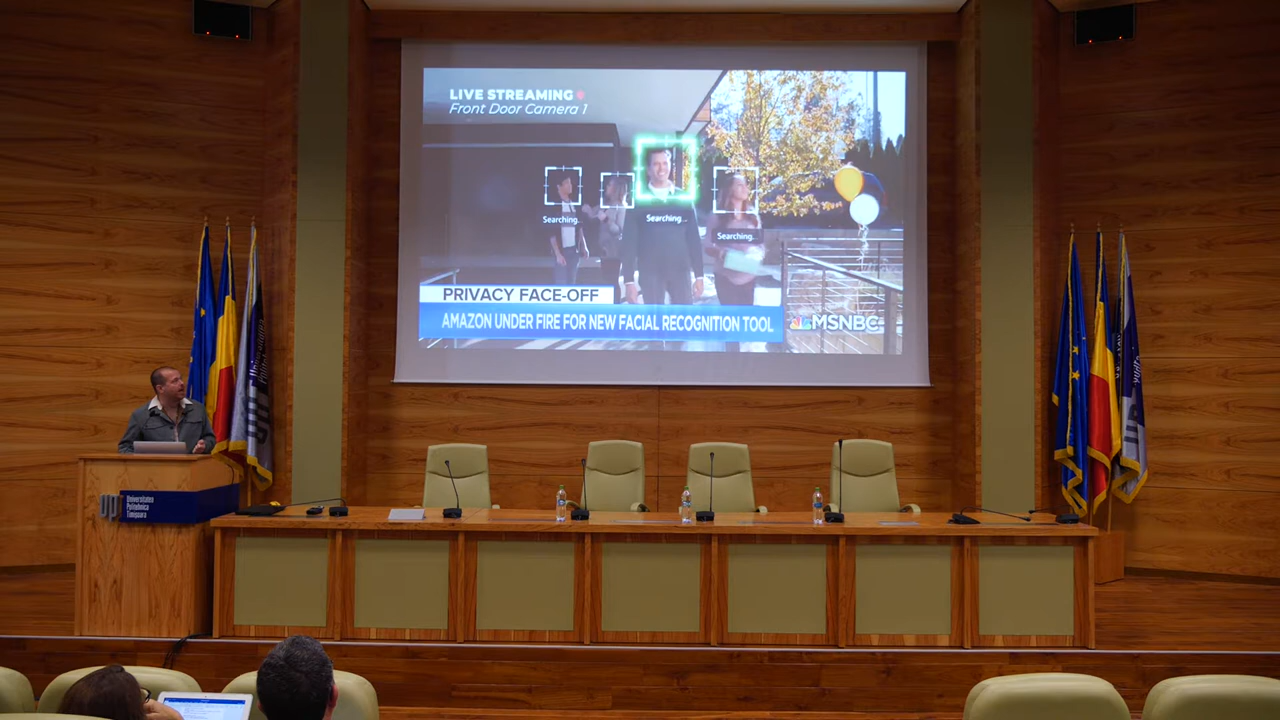 LIVE STREAMING
Front Door Camera 1
Searching..
Searching...
Searching...
PRIVACY FACE-OFF
AMAZON UNDER FIRE FOR NEW FACIAL RECOGNITION TOOL
MSNBC
Universitatea
Politehnica
Timișoara